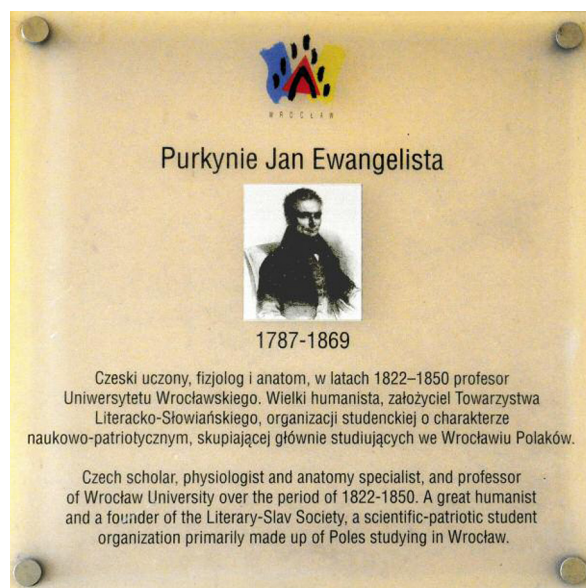 WROCŁAW
Purkynie Jan Ewangelista
1787-1869
Czeski uczony, fizjolog i anatom, w latach 1822–1850 profesor
Uniwersytetu Wrocławskiego. Wielki humanista, założyciel Towarzystwa
Literacko-Słowiańskiego, organizacji studenckiej o charakterze
naukowo-patriotycznym, skupiającej głównie studiujących we Wrocławiu Polaków.
Czech scholar, physiologist and anatomy specialist, and professor
of Wrocław University over the period of 1822-1850. A great humanist
and a founder of the Literary-Slav Society, a scientific-patriotic student
organization primarily made up of Poles studying in Wrocław.